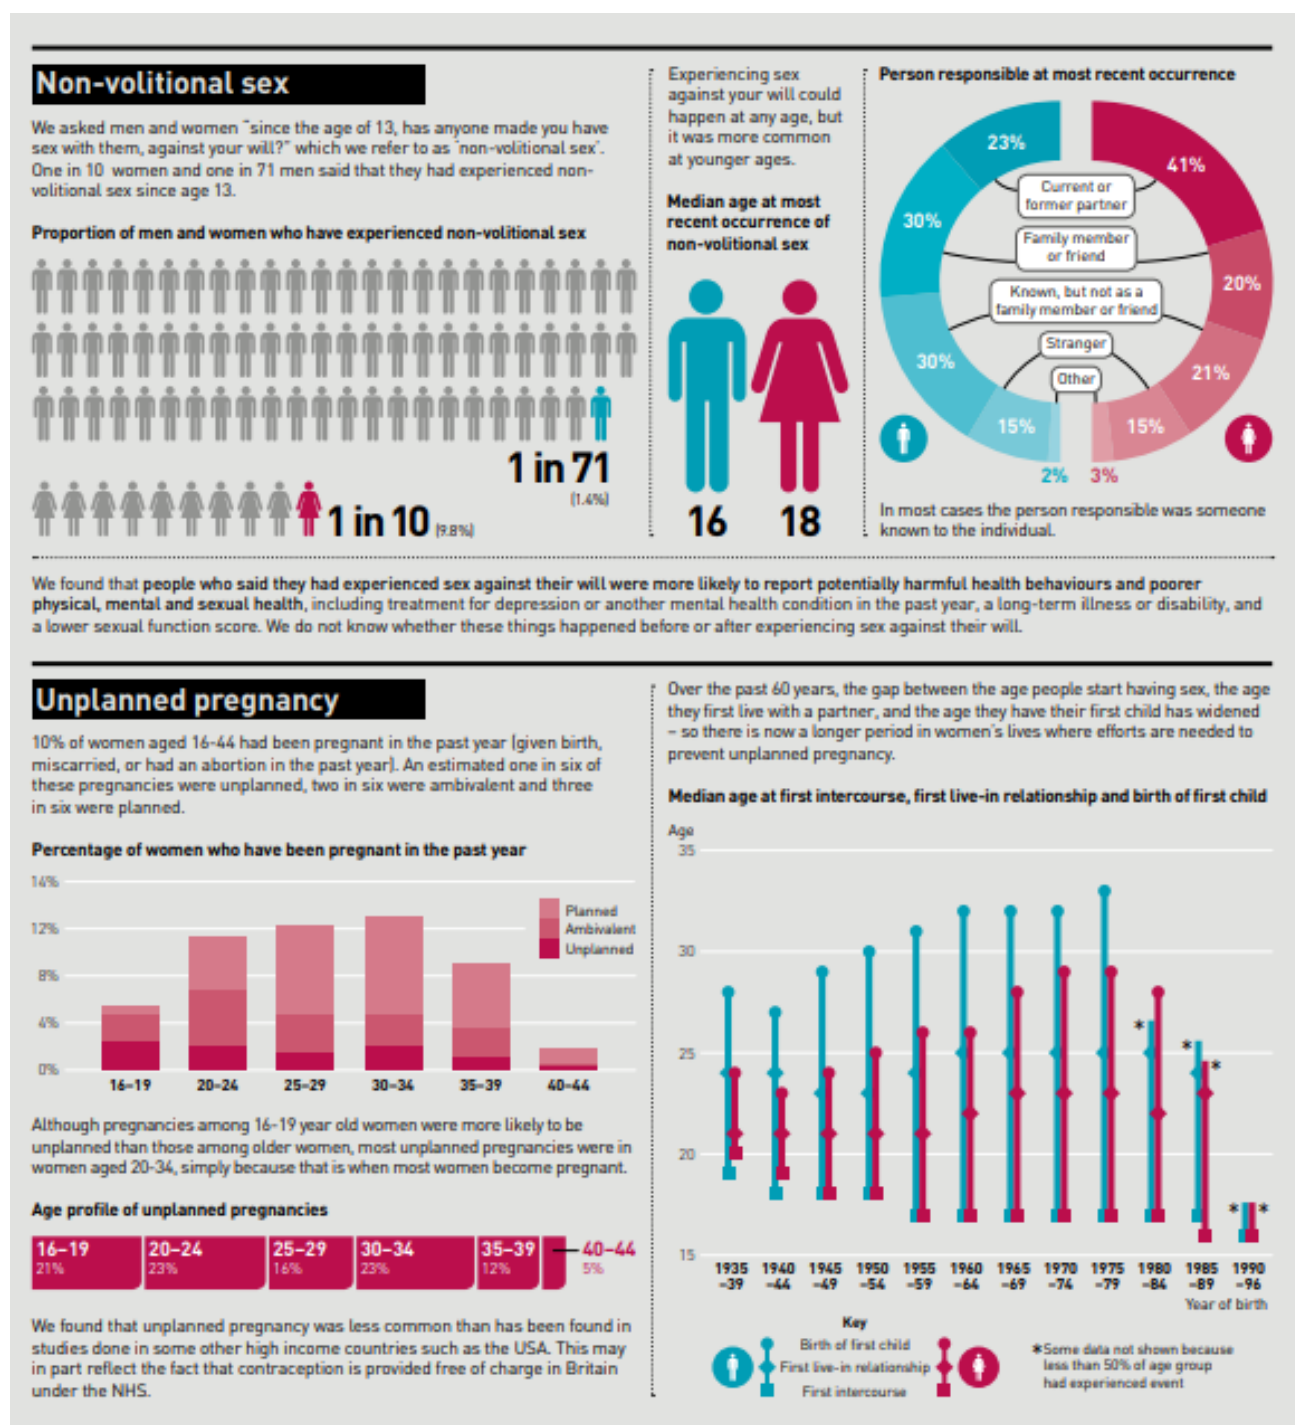 Non-volitional sex
We asked men and women "since the age of 13, has anyone made you have
sex with them, against your will?" which we refer to as 'non-volitional sex'.
One in 10 women and one in 71 men said that they had experienced non-
volitional sex since age 13.
Proportion of men and women who have experienced non-volitional sex
1 in 71
(1.4%)
1 in 10 (9.8%)
Experiencing sex
against your will could
happen at any age, but
it was more common
at younger ages.
Median age at most
recent occurrence of
non-volitional sex
16 18
Person responsible at most recent occurrence
23% 41%
Current or
former partner
30%
Family member
or friend
20%
Known, but not as a
family member or friend
30% 21%
Stranger
Other
15% 15%
2% 3%
In most cases the person responsible was someone
known to the individual.
We found that people who said they had experienced sex against their will were more likely to report potentially harmful health behaviours and poorer
physical, mental and sexual health, including treatment for depression or another mental health condition in the past year, a long-term illness or disability, and
a lower sexual function score. We do not know whether these things happened before or after experiencing sex against their will.
Unplanned pregnancy
10% of women aged 16-44 had been pregnant in the past year (given birth,
miscarried, or had an abortion in the past year). An estimated one in six of
these pregnancies were unplanned, two in six were ambivalent and three
in six were planned.
Percentage of women who have been pregnant in the past year
14%
12%
8%
4%
0%
Planned
Ambivalent
Unplanned
16–19 20–24 25–29 30–34 35–39 40–44
Although pregnancies among 16-19 year old women were more likely to be
unplanned than those among older women, most unplanned pregnancies were in
women aged 20-34, simply because that is when most women become pregnant.
Age profile of unplanned pregnancies
16–19 20–24 25–29 30–34 35–39 40–44
21% 23% 16% 23% 12% 5%
We found that unplanned pregnancy was less common than has been found in
studies done in some other high income countries such as the USA. This may
in part reflect the fact that contraception is provided free of charge in Britain
under the NHS.
Over the past 60 years, the gap between the age people start having sex, the age
they first live with a partner, and the age they have their first child has widened
– so there is now a longer period in women's lives where efforts are needed to
prevent unplanned pregnancy.
Median age at first intercourse, first live-in relationship and birth of first child
Age
35
30
25
20
15
* * * * *
1935 1940 1945 1950 1955 1960 1965 1970 1975 1980 1985 1990
–39 –44 –49 –54 –59 –64 –69 –74 –79 –84 –89 –96
Year of birth
Key
Birth of first child
First live-in relationship
First intercourse
*Some data not shown because
less than 50% of age group
had experienced event